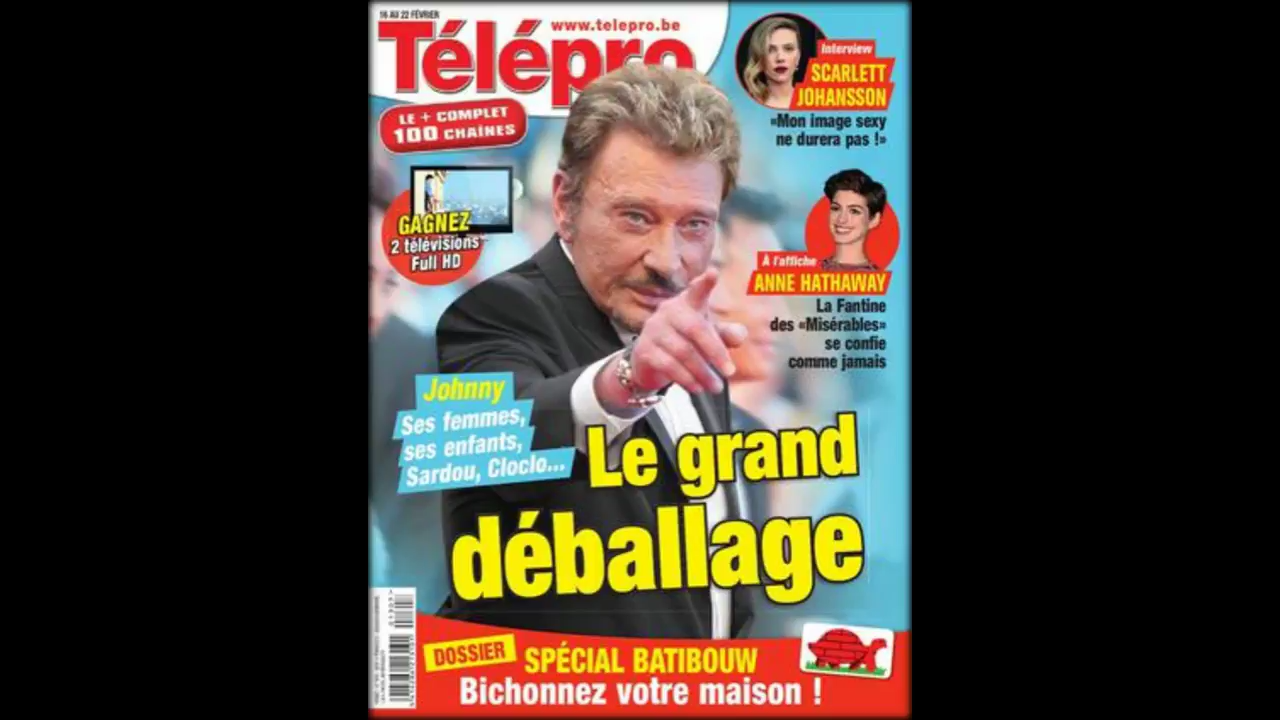 16 AU 22 FÉVRIER
www.telepro.be
Télépro
LE + COMPLET
100 CHAÎNES
GAGNEZ
2 télévisions
Full HD
Interview
SCARLETT
JOHANSSON
«Mon image sexy
ne durera pas !»
À l'affiche
ANNE HATHAWAY
La Fantine
des «Misérables»
se confie
comme jamais
Johnny
Ses femmes,
ses enfants,
Sardou, Cloclo...
Le grand
déballage
DOSSIER
SPÉCIAL BATIBOUW
Bichonnez votre maison !